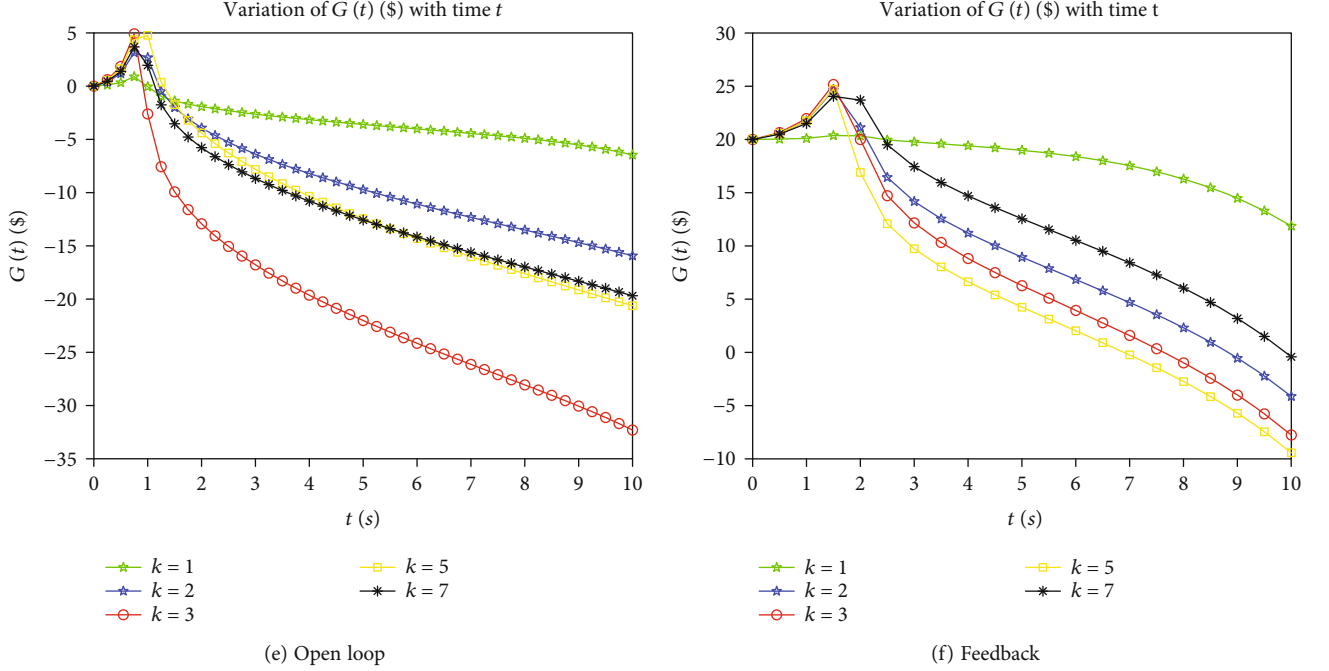 Variation of G (t) ($) with time t
5
0
−5
−10
−15
−20
−25
−30
−35
G (t) ($)
0 1 2 3 4 5 6 7 8 9 10
t (s)
k = 1
k = 2
k = 3
k = 5
k = 7
(e) Open loop
Variation of G (t) ($) with time t
30
25
20
15
10
5
0
−5
−10
G (t) ($)
0 1 2 3 4 5 6 7 8 9 10
t (s)
k = 1
k = 2
k = 3
k = 5
k = 7
(f) Feedback